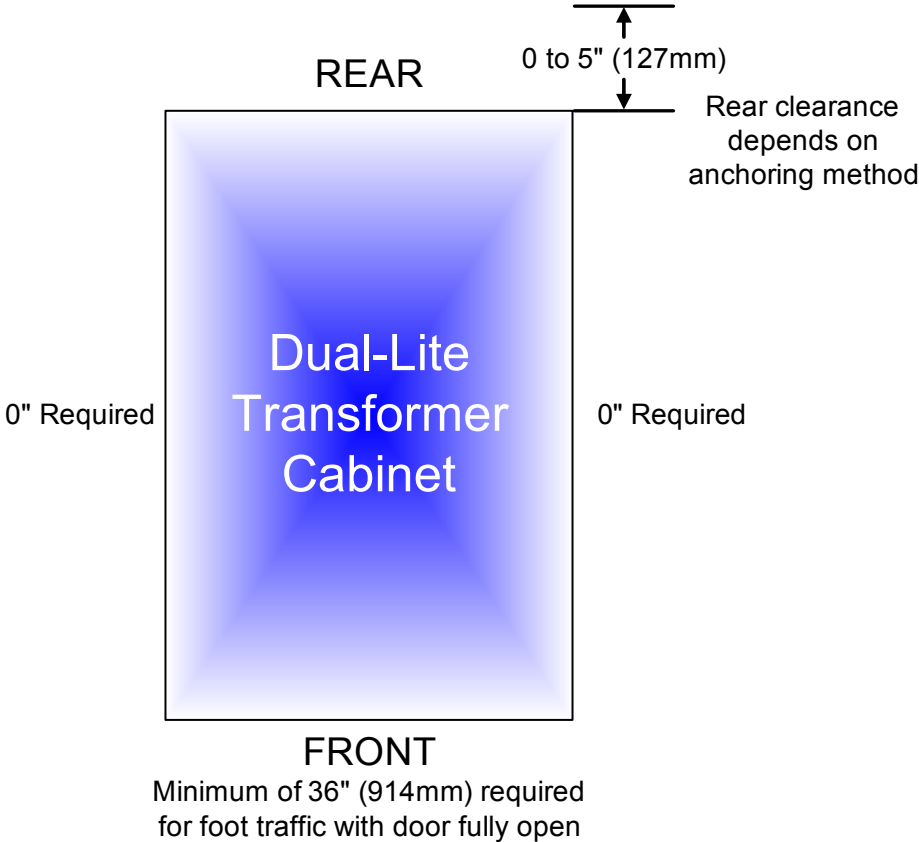 0 to 5" (127mm)
REAR
Rear clearance
depends on
anchoring method
Dual-Lite
Transformer
Cabinet
0" Required
0" Required
FRONT
Minimum of 36" (914mm) required
for foot traffic with door fully open